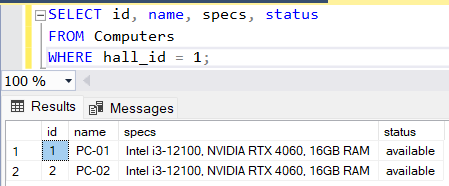 SELECT id, name, specs, status
FROM Computers
WHERE hall_id = 1;
100 %
Results Messages
id name specs status
1 1 PC-01 Intel i3-12100, NVIDIA RTX 4060, 16GB RAM available
2 2 PC-02 Intel i3-12100, NVIDIA RTX 4060, 16GB RAM available